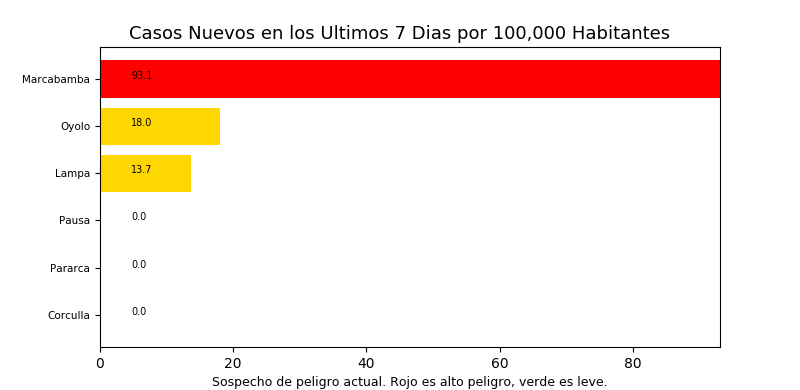 Casos Nuevos en los Ultimos 7 Dias por 100,000 Habitantes
Marcabamba 93.1
Oyolo 18.0
Lampa 13.7
Pausa 0.0
Pararca 0.0
Corculla 0.0
0 20 40 60 80
Sospecho de peligro actual. Rojo es alto peligro, verde es leve.